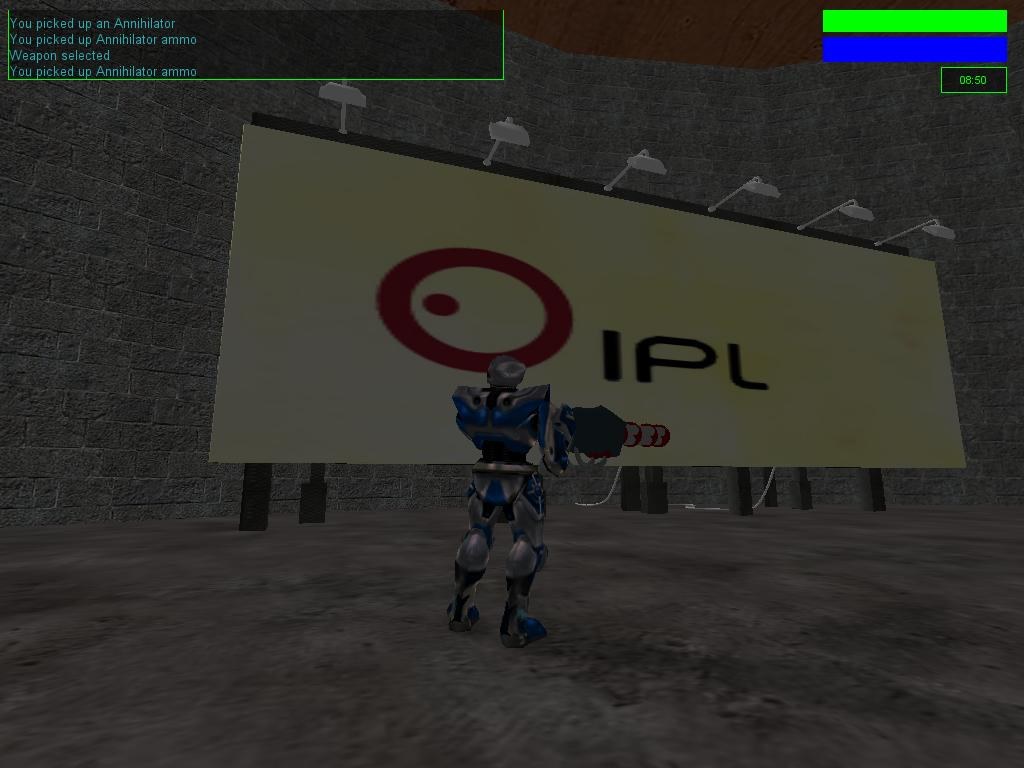 You picked up an Annihilator
You picked up Annihilator ammo
Weapon selected
You picked up Annihilator ammo
08:50
IPL